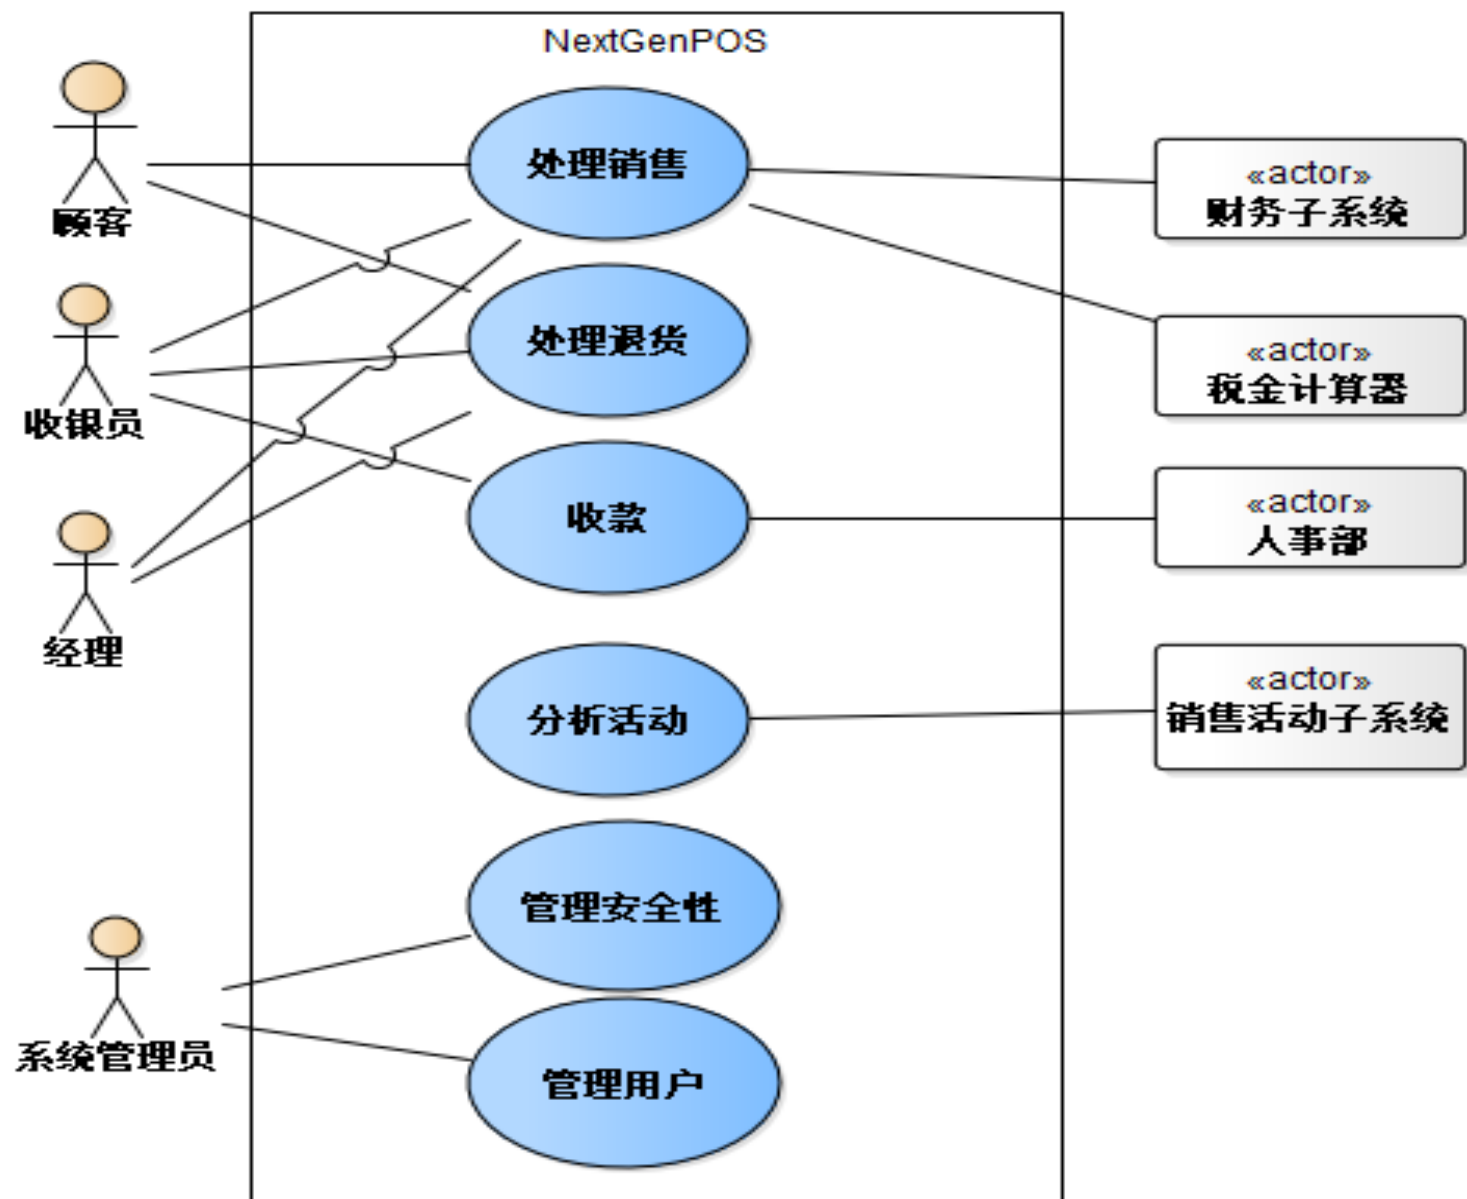 NextGenPOS
处理销售
«actor»
财务子系统
顾客
处理退货
«actor»
税金计算器
收银员
收款
«actor»
人事部
经理
分析活动
«actor»
销售活动子系统
管理安全性
系统管理员
管理用户